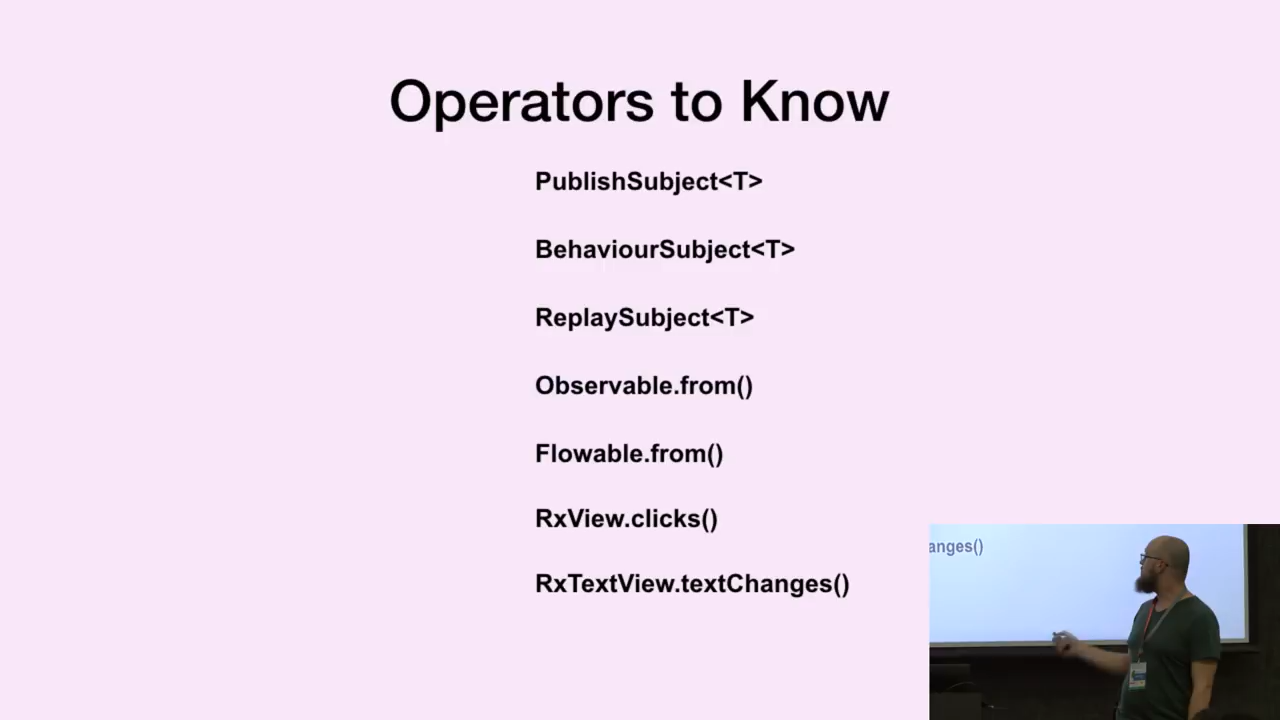 Operators to Know
PublishSubject<T>
BehaviourSubject<T>
ReplaySubject<T>
Observable.from()
Flowable.from()
RxView.clicks()
RxTextView.textChanges()
anges()